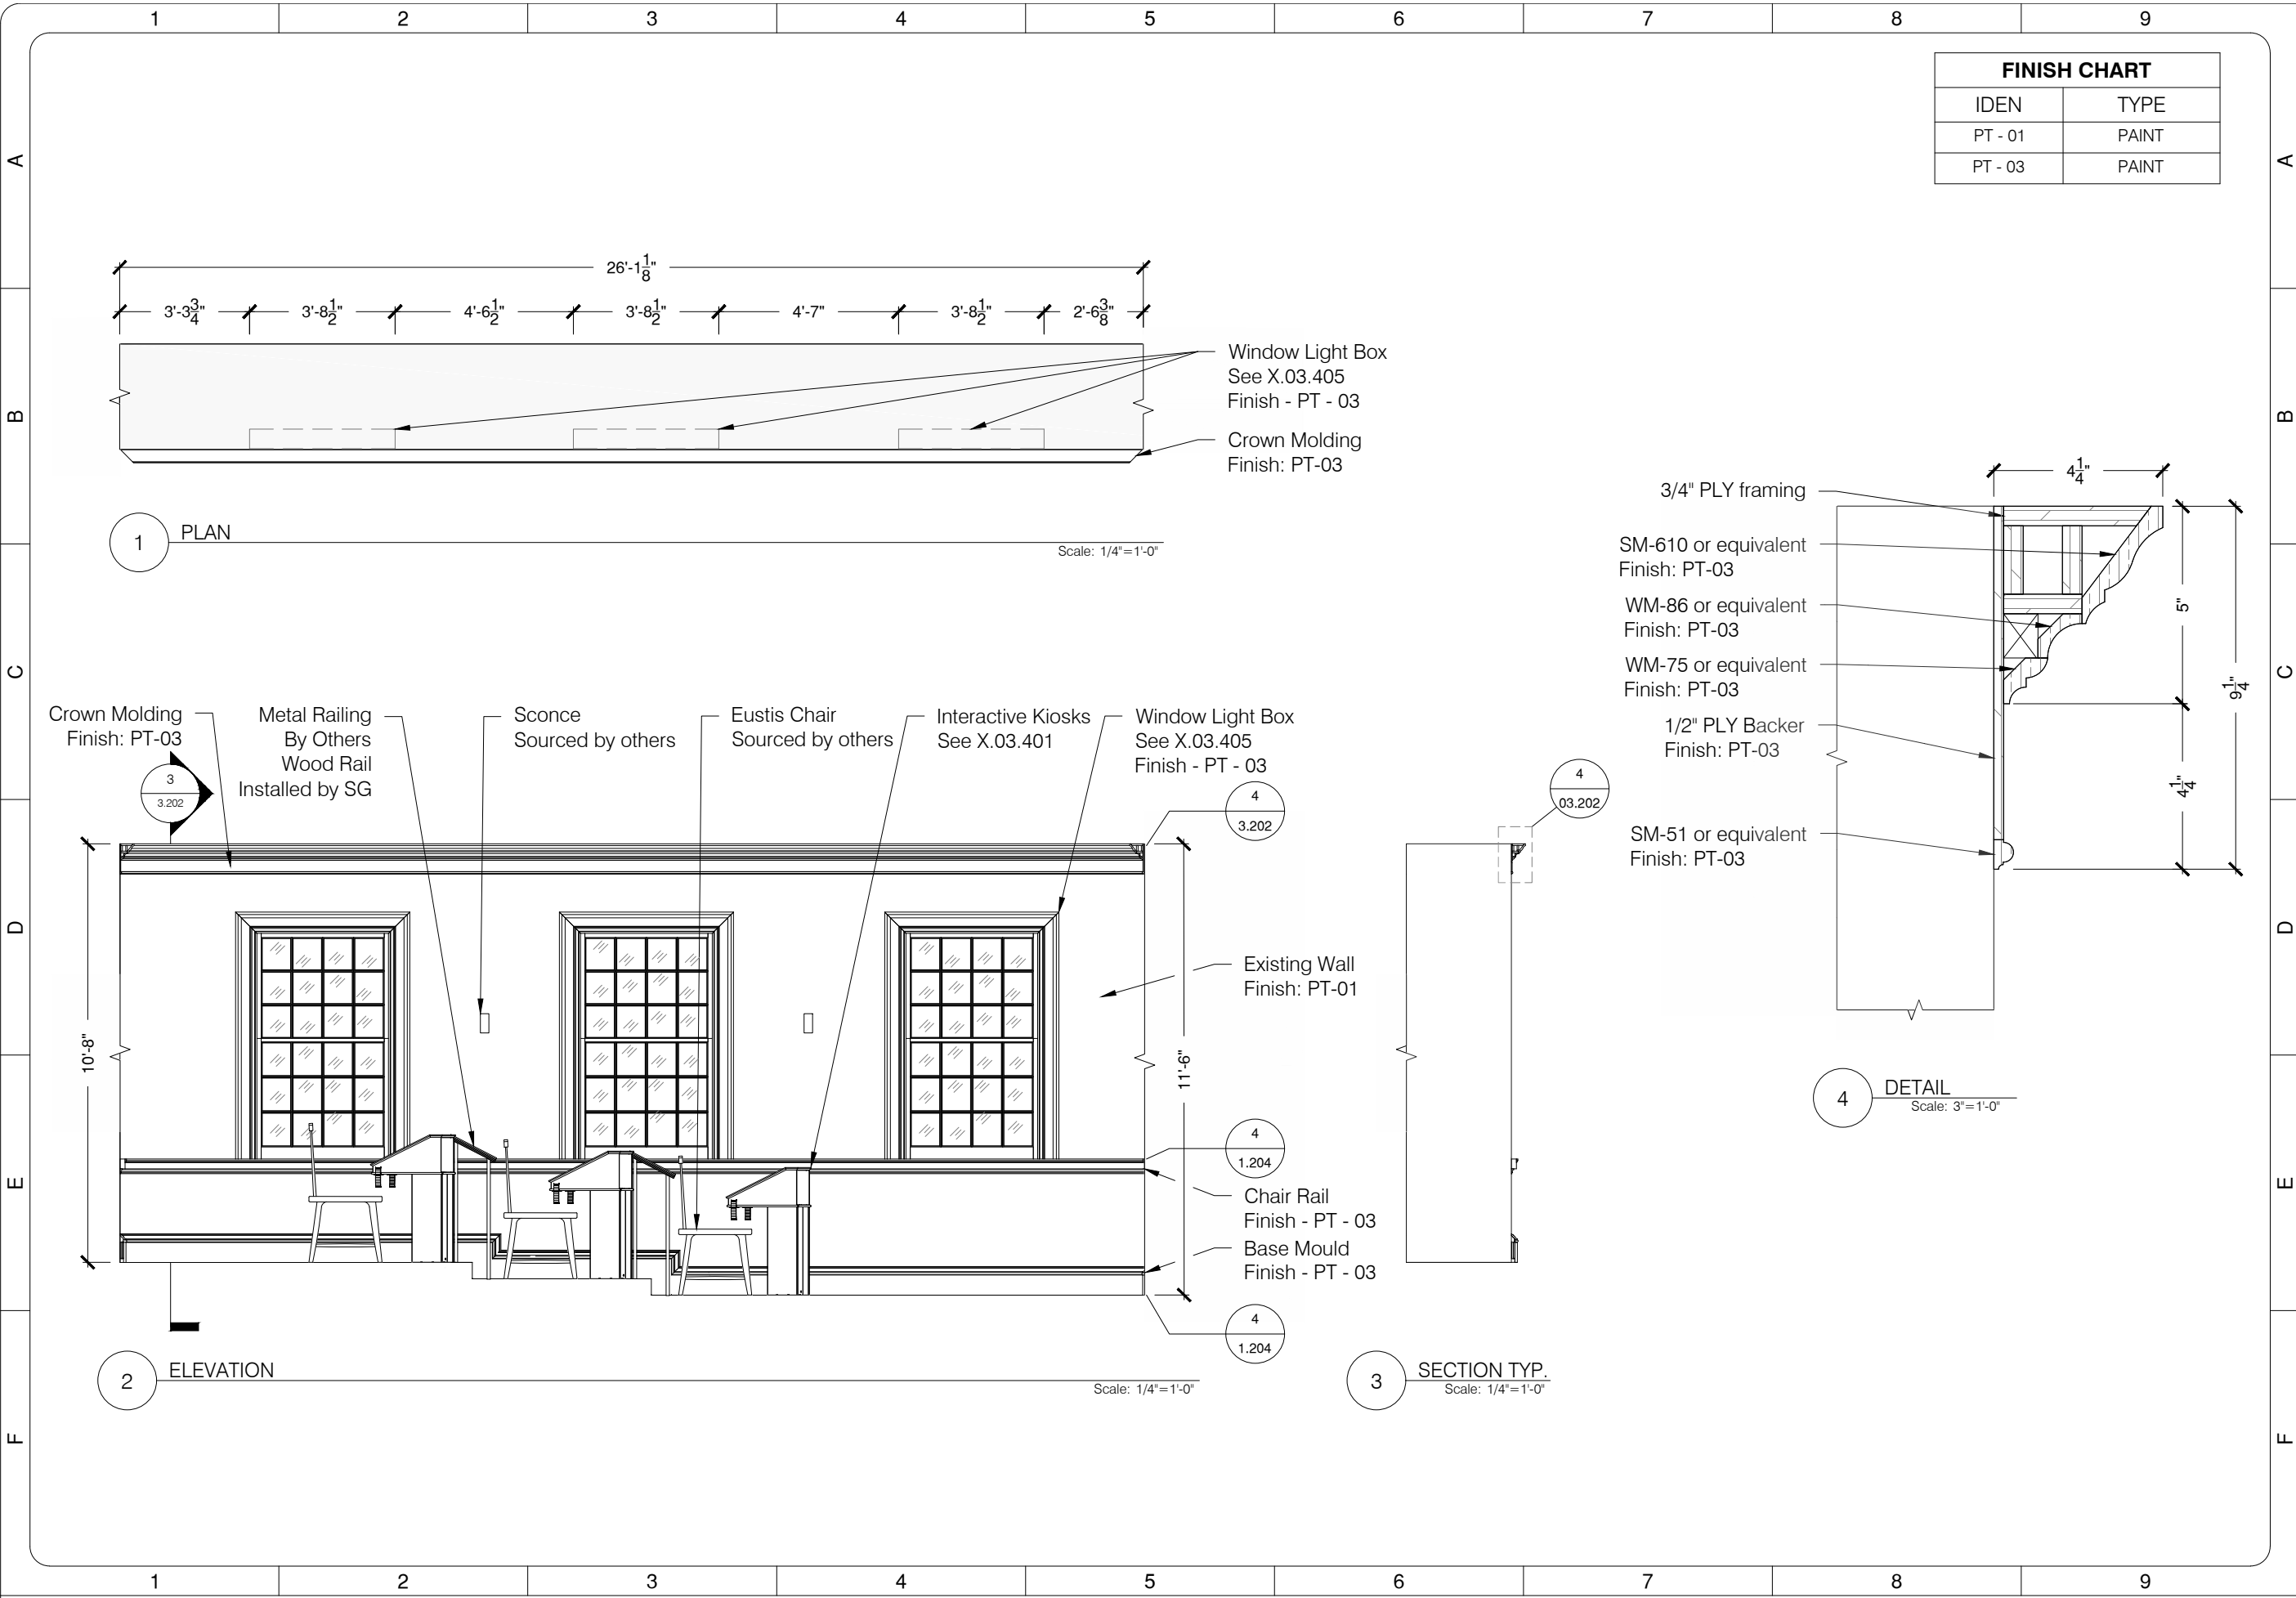 1 2 3 4 5 6 7 8 9
A A
B B
C C
D D
E E
F F
FINISH CHART
IDEN TYPE
PT - 01 PAINT
PT - 03 PAINT
26'-1 1/8"
3'-3 3/4" 3'-8 1/2" 4'-6 1/2" 3'-8 1/2" 4'-7" 3'-8 1/2" 2'-6 3/8"
Window Light Box
See X.03.405
Finish - PT - 03
Crown Molding
Finish: PT-03
1 PLAN
Scale: 1/4"=1'-0"
Crown Molding
Finish: PT-03
3
3.202
Metal Railing
By Others
Wood Rail
Installed by SG
Sconce
Sourced by others
Eustis Chair
Sourced by others
Interactive Kiosks
See X.03.401
Window Light Box
See X.03.405
Finish - PT - 03
4
3.202
10'-8"
11'-6"
Existing Wall
Finish: PT-01
4
1.204
Chair Rail
Finish - PT - 03
Base Mould
Finish - PT - 03
4
1.204
2 ELEVATION
Scale: 1/4"=1'-0"
4
03.202
3 SECTION TYP.
Scale: 1/4"=1'-0"
4 1/4"
3/4" PLY framing
SM-610 or equivalent
Finish: PT-03
WM-86 or equivalent
Finish: PT-03
WM-75 or equivalent
Finish: PT-03
1/2" PLY Backer
Finish: PT-03
SM-51 or equivalent
Finish: PT-03
5"
4 1/4"
9 1/4"
4 DETAIL
Scale: 3"=1'-0"
1 2 3 4 5 6 7 8 9